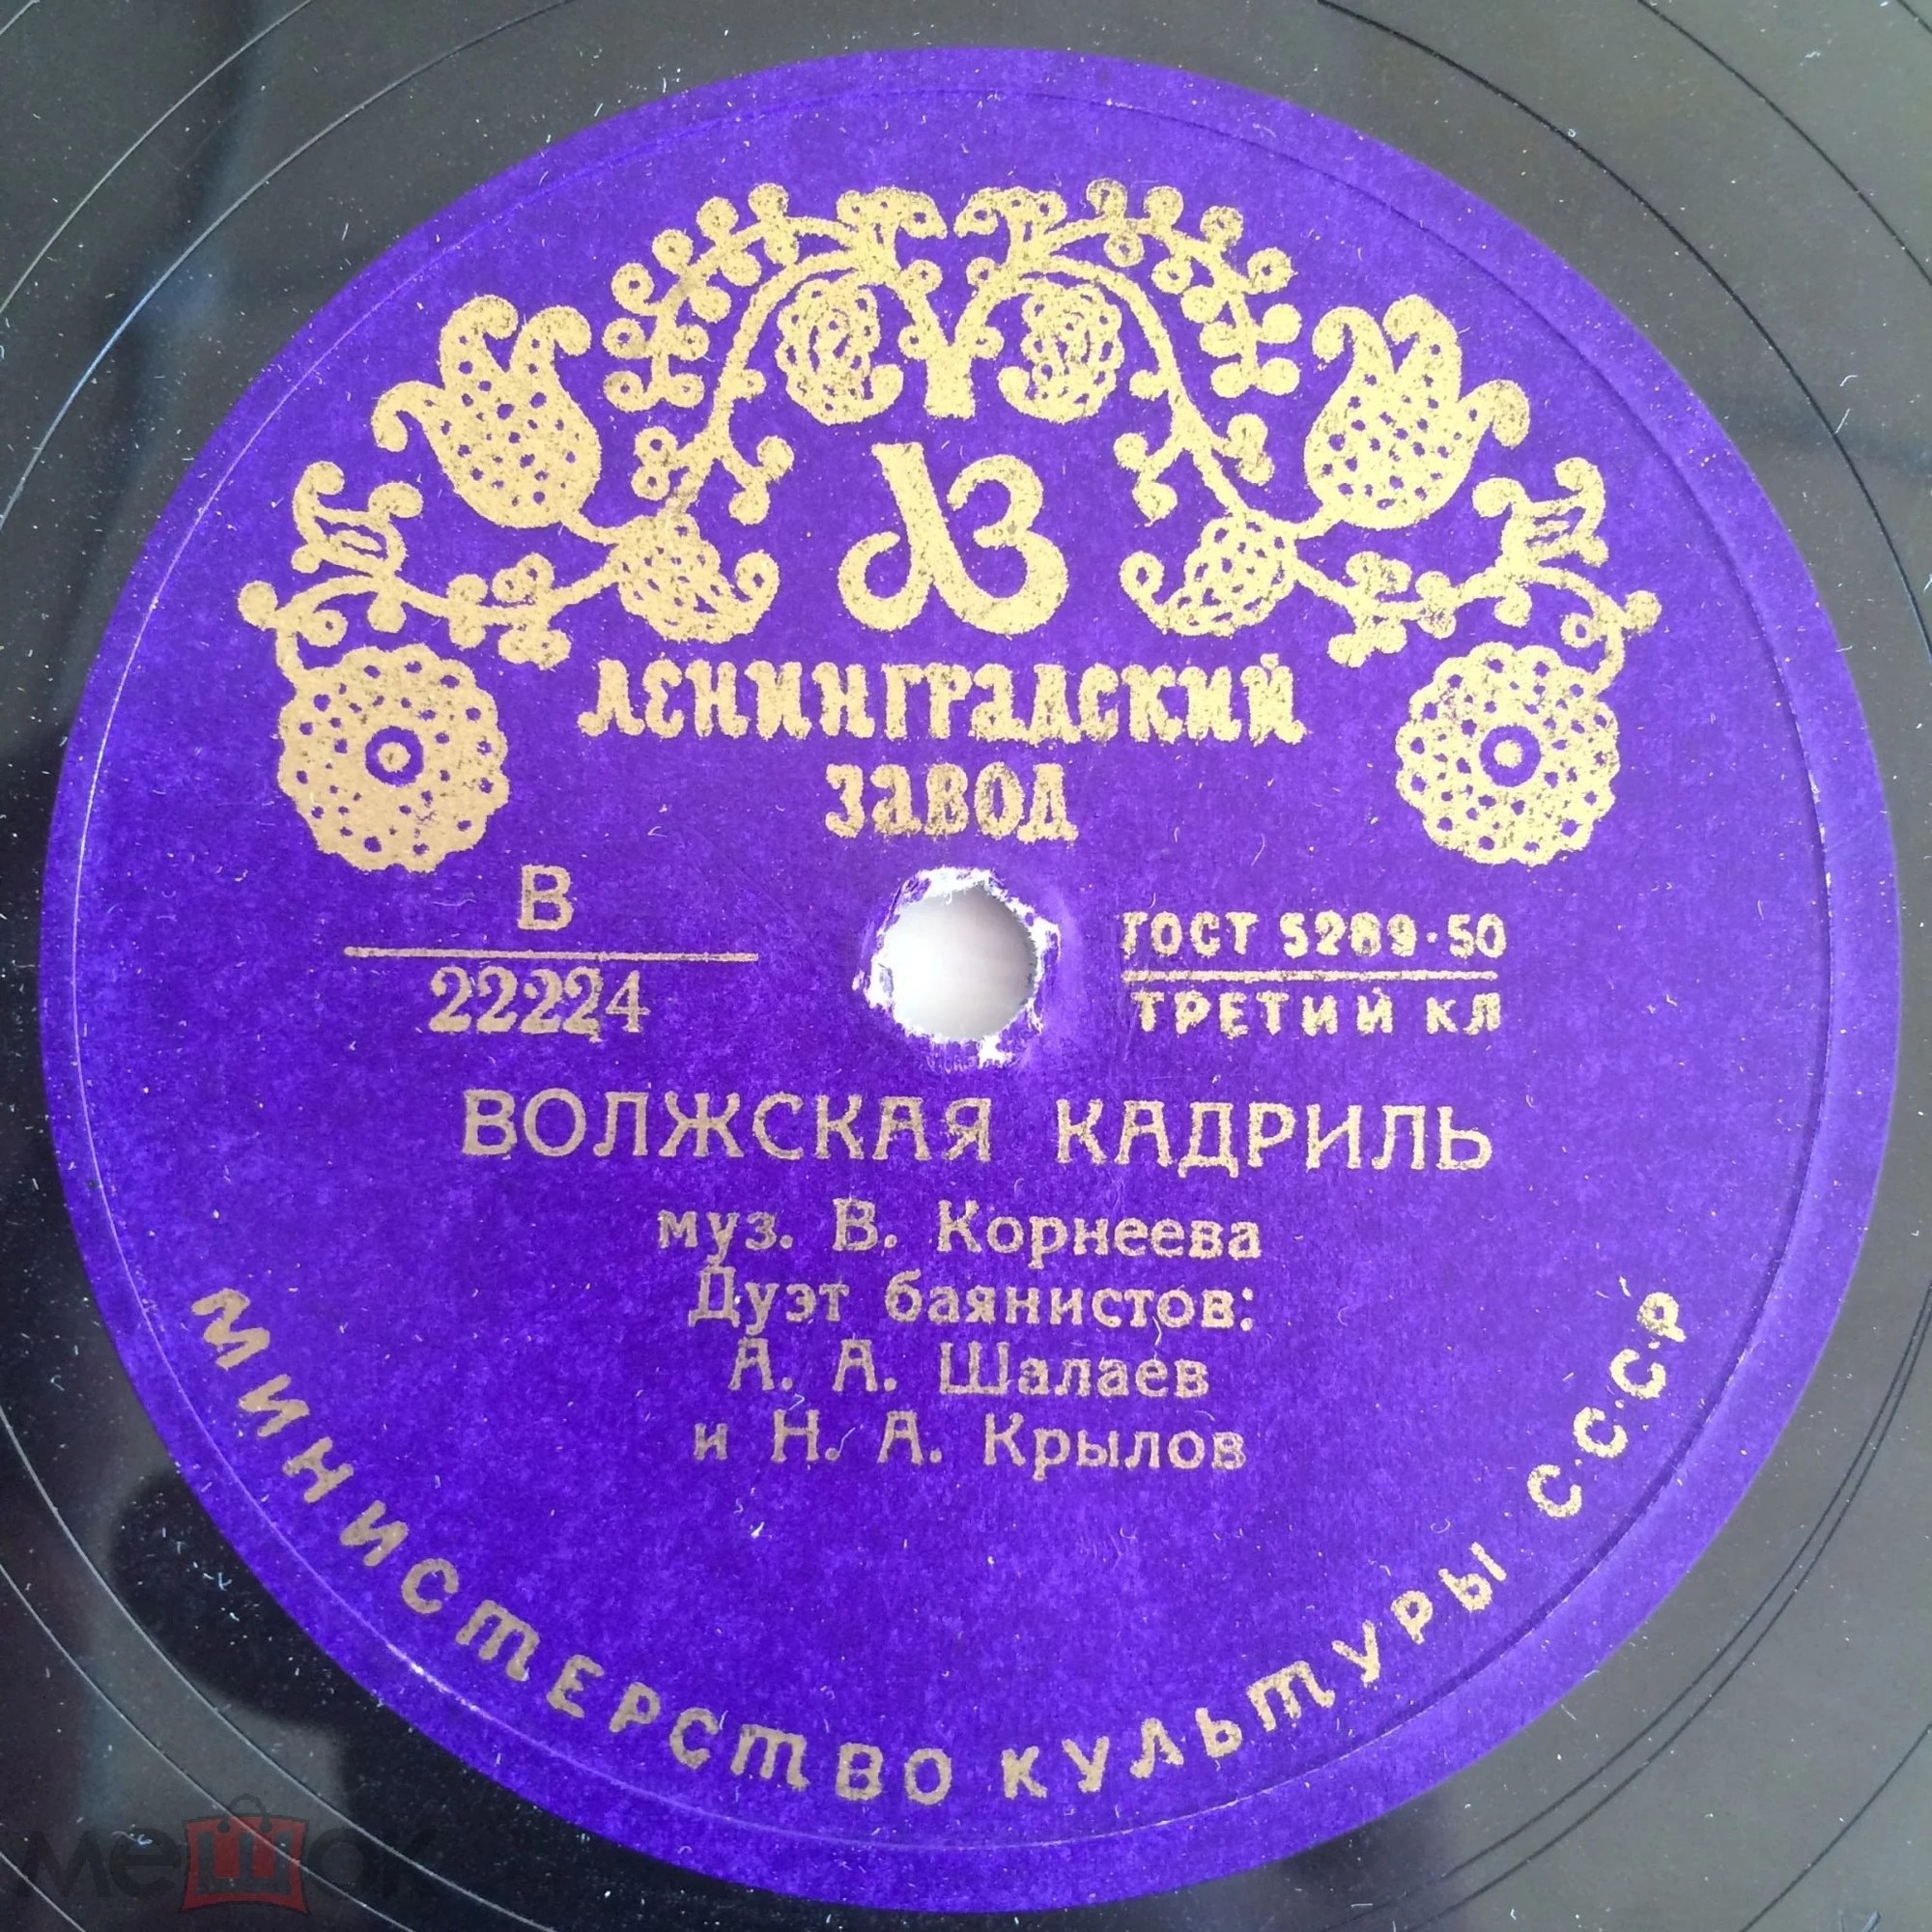 ЛЗ
ЛЕНИНГРАДСКИЙ
ЗАВОД
В
22224
ГОСТ 5289·50
ТРЕТИЙ КЛ
ВОЛЖСКАЯ КАДРИЛЬ
муз. В. Корнеева
Дуэт баянистов:
А. А. Шалаев
и Н. А. Крылов
МИНИСТЕРСТВО КУЛЬТУРЫ С.С.С.Р
мешок